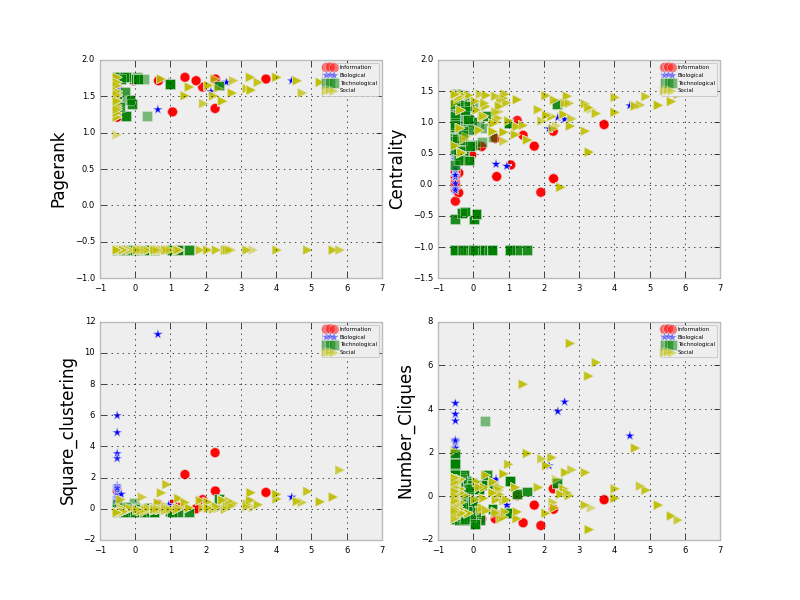 2.0
1.5
1.0
0.5
0.0
−0.5
−1.0
Pagerank
−1 0 1 2 3 4 5 6 7
Information
Biological
Technological
Social
2.0
1.5
1.0
0.5
0.0
−0.5
−1.0
−1.5
Centrality
−1 0 1 2 3 4 5 6 7
Information
Biological
Technological
Social
12
10
8
6
4
2
0
−2
Square_clustering
−1 0 1 2 3 4 5 6 7
Information
Biological
Technological
Social
8
6
4
2
0
−2
Number_Cliques
−1 0 1 2 3 4 5 6 7
Information
Biological
Technological
Social